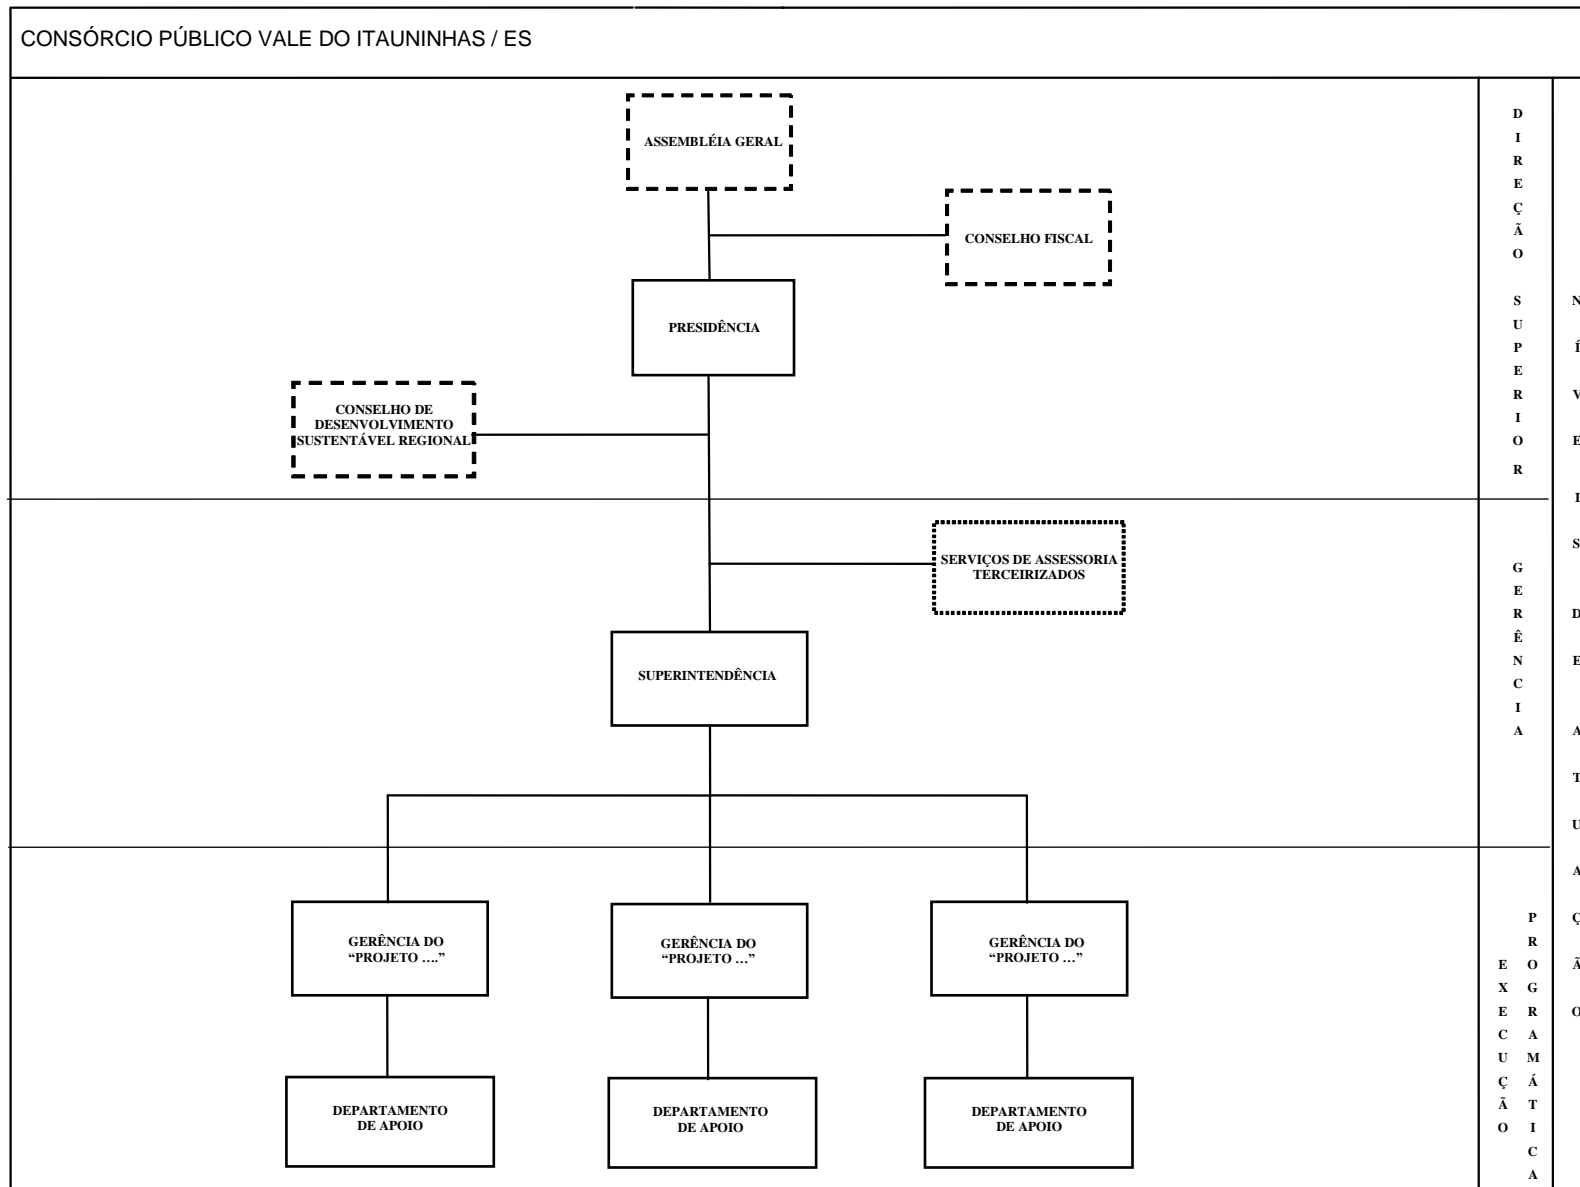 CONSÓRCIO PÚBLICO VALE DO ITAUNINHAS / ES
ASSEMBLÉIA GERAL
CONSELHO FISCAL
PRESIDÊNCIA
CONSELHO DE
DESENVOLVIMENTO
SUSTENTÁVEL REGIONAL
SERVIÇOS DE ASSESSORIA
TERCEIRIZADOS
SUPERINTENDÊNCIA
GERÊNCIA DO
“PROJETO ....”
GERÊNCIA DO
“PROJETO ...”
GERÊNCIA DO
“PROJETO ...”
DEPARTAMENTO
DE APOIO
DEPARTAMENTO
DE APOIO
DEPARTAMENTO
DE APOIO
DIREÇÃO SUPERIOR
GERÊNCIA
EXECUÇÃO
PROGRAMÁTICA
NÍVEIS DE ATUAÇÃO